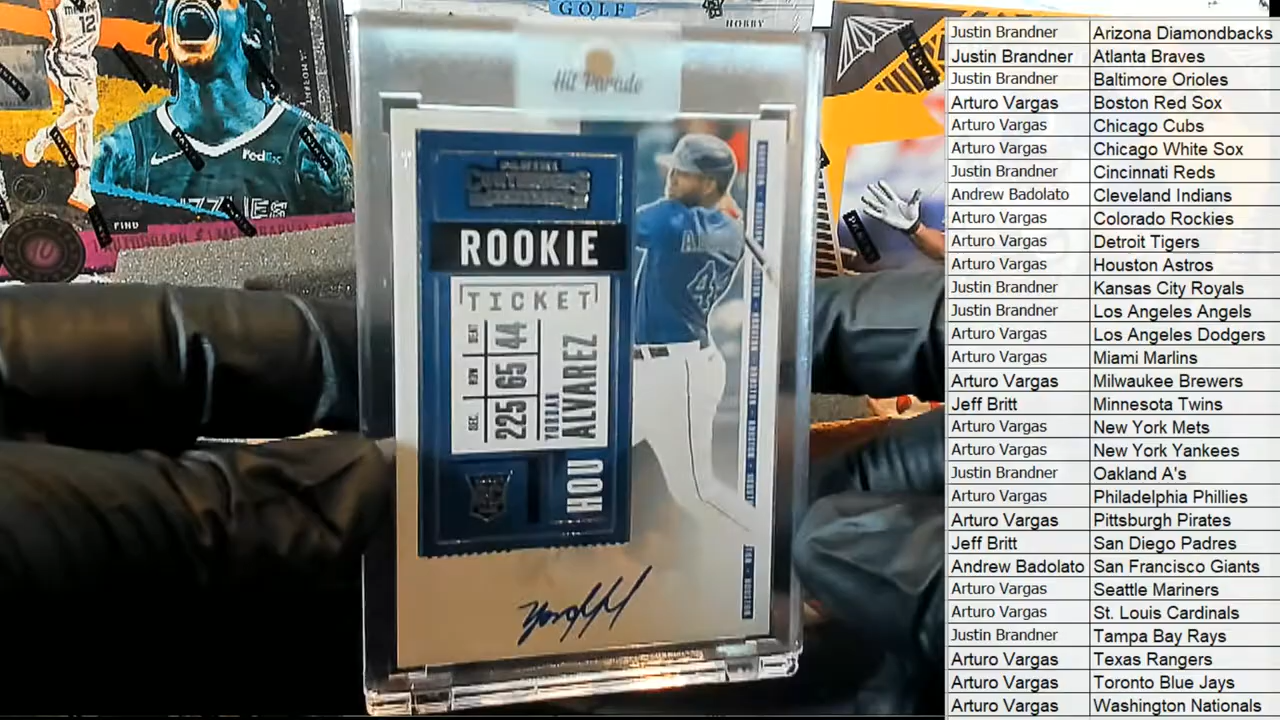 GOLF
HOBBY
Hit Parade
12
FedEx
FIND
CONTENDERS
ROOKIE
TICKET
SEAT
44
ROW
65
SEC.
225
YORDAN
ALVAREZ
HOU
Justin Brandner Arizona Diamondbacks
Justin Brandner Atlanta Braves
Justin Brandner Baltimore Orioles
Arturo Vargas Boston Red Sox
Arturo Vargas Chicago Cubs
Arturo Vargas Chicago White Sox
Justin Brandner Cincinnati Reds
Andrew Badolato Cleveland Indians
Arturo Vargas Colorado Rockies
Arturo Vargas Detroit Tigers
Arturo Vargas Houston Astros
Justin Brandner Kansas City Royals
Justin Brandner Los Angeles Angels
Arturo Vargas Los Angeles Dodgers
Arturo Vargas Miami Marlins
Arturo Vargas Milwaukee Brewers
Jeff Britt Minnesota Twins
Arturo Vargas New York Mets
Arturo Vargas New York Yankees
Justin Brandner Oakland A's
Arturo Vargas Philadelphia Phillies
Arturo Vargas Pittsburgh Pirates
Jeff Britt San Diego Padres
Andrew Badolato San Francisco Giants
Arturo Vargas Seattle Mariners
Arturo Vargas St. Louis Cardinals
Justin Brandner Tampa Bay Rays
Arturo Vargas Texas Rangers
Arturo Vargas Toronto Blue Jays
Arturo Vargas Washington Nationals